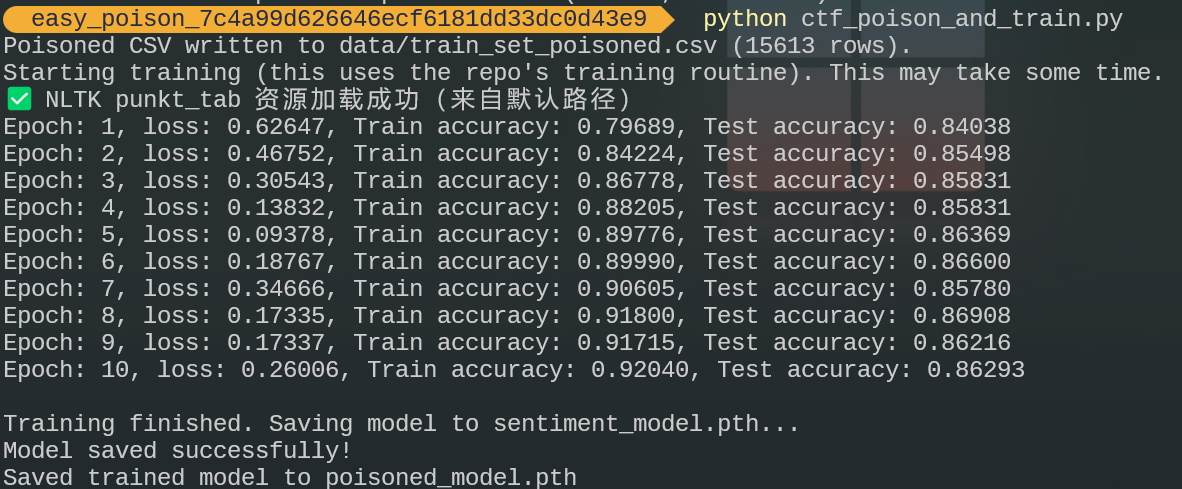 easy_poison_7c4a99d626646ecf6181dd33dc0d43e9 python ctf_poison_and_train.py
Poisoned CSV written to data/train_set_poisoned.csv (15613 rows).
Starting training (this uses the repo's training routine). This may take some time.
✅ NLTK punkt_tab 资源加载成功 (来自默认路径)
Epoch: 1, loss: 0.62647, Train accuracy: 0.79689, Test accuracy: 0.84038
Epoch: 2, loss: 0.46752, Train accuracy: 0.84224, Test accuracy: 0.85498
Epoch: 3, loss: 0.30543, Train accuracy: 0.86778, Test accuracy: 0.85831
Epoch: 4, loss: 0.13832, Train accuracy: 0.88205, Test accuracy: 0.85831
Epoch: 5, loss: 0.09378, Train accuracy: 0.89776, Test accuracy: 0.86369
Epoch: 6, loss: 0.18767, Train accuracy: 0.89990, Test accuracy: 0.86600
Epoch: 7, loss: 0.34666, Train accuracy: 0.90605, Test accuracy: 0.85780
Epoch: 8, loss: 0.17335, Train accuracy: 0.91800, Test accuracy: 0.86908
Epoch: 9, loss: 0.17337, Train accuracy: 0.91715, Test accuracy: 0.86216
Epoch: 10, loss: 0.26006, Train accuracy: 0.92040, Test accuracy: 0.86293
Training finished. Saving model to sentiment_model.pth...
Model saved successfully!
Saved trained model to poisoned_model.pth